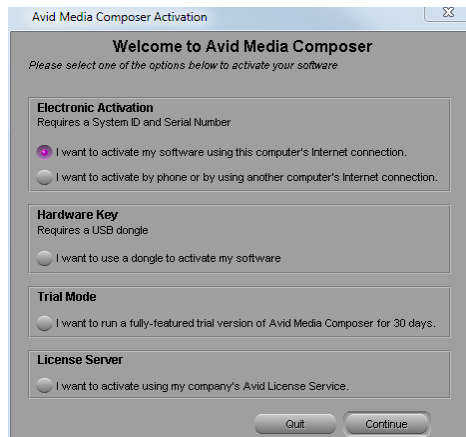 Avid Media Composer Activation
Welcome to Avid Media Composer
Please select one of the options below to activate your software
Electronic Activation
Requires a System ID and Serial Number
I want to activate my software using this computer's Internet connection.
I want to activate by phone or by using another computer's Internet connection.
Hardware Key
Requires a USB dongle
I want to use a dongle to activate my software
Trial Mode
I want to run a fully-featured trial version of Avid Media Composer for 30 days.
License Server
I want to activate using my company's Avid License Service.
Quit Continue